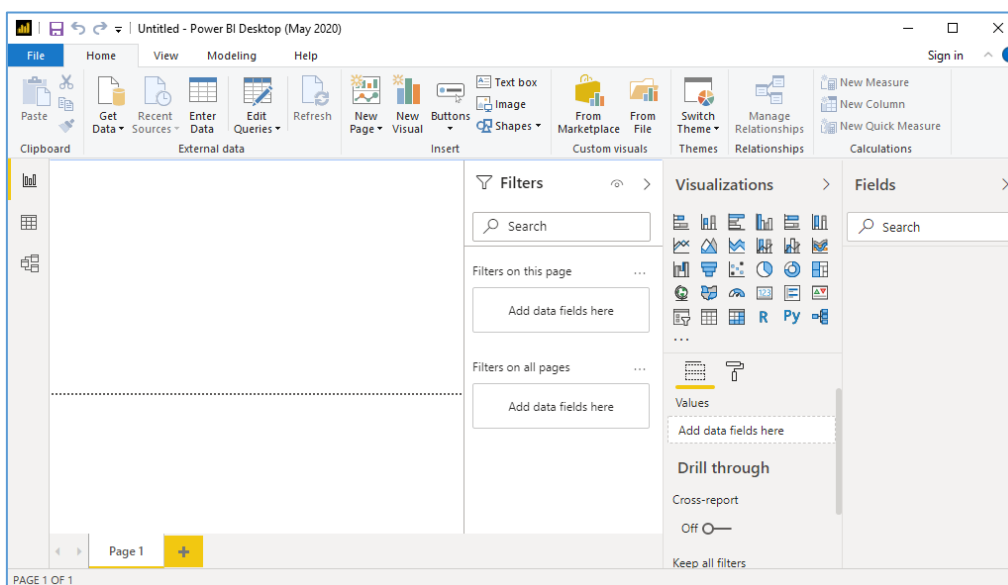 Untitled - Power BI Desktop (May 2020)
File Home View Modeling Help Sign in
Paste
Get Data
Recent Sources
Enter Data
Edit Queries
Refresh
New Page
New Visual
Buttons
Text box
Image
Shapes
From Marketplace
From File
Switch Theme
Manage Relationships
New Measure
New Column
New Quick Measure
Clipboard External data Insert Custom visuals Themes Relationships Calculations
Filters
Search
Filters on this page ...
Add data fields here
Filters on all pages ...
Add data fields here
Visualizations
123
R Py
...
Values
Add data fields here
Drill through
Cross-report
Off
Keep all filters
Fields
Search
Page 1 +
PAGE 1 OF 1